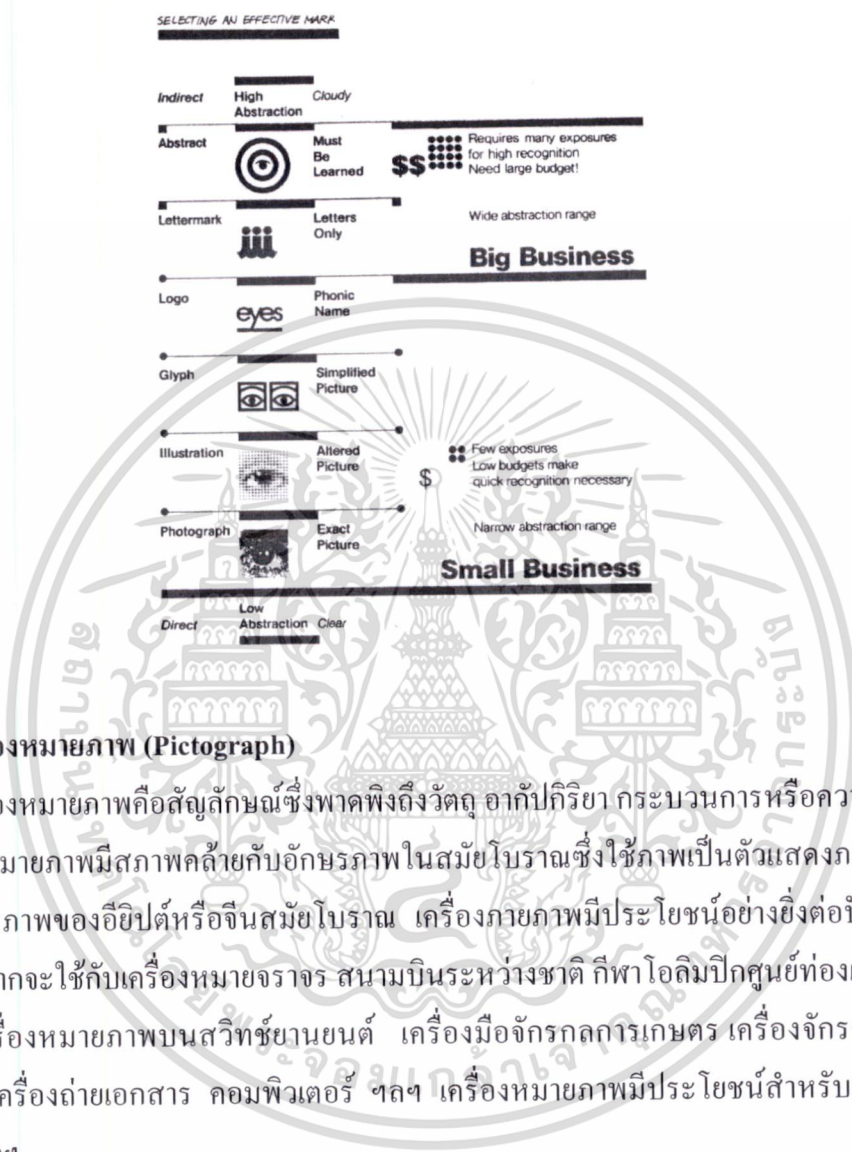 SELECTING AN EFFECTIVE MARK
Indirect High Abstraction Cloudy
Abstract Must Be Learned $$ Requires many exposures
for high recognition
Need large budget!
Lettermark iii Letters Only Wide abstraction range
Big Business
Logo eyes Phonic Name
Glyph Simplified Picture
Illustration Altered Picture $ Few exposures
Low budgets make
quick recognition necessary
Photograph Exact Picture Narrow abstraction range
Small Business
Direct Low Abstraction Clear
องหมายภาพ (Pictograph)
องหมายภาพคือสัญลักษณ์ซึ่งพาดพิงถึงวัตถุ อากัปกิริยา กระบวนการหรือคว
มายภาพมีสภาพคล้ายกับอักษรภาพในสมัยโบราณซึ่งใช้ภาพเป็นตัวแสดงภ
ภาพของอียิปต์หรือจีนสมัยโบราณ เครื่องภายภาพมีประโยชน์อย่างยิ่งต่อ
ากจะใช้กับเครื่องหมายจราจร สนามบินระหว่างชาติ กีฬาโอลิมปิกศูนย์ท่องเ
รื่องหมายภาพบนสวิทช์ยานยนต์ เครื่องมือจักรกลการเกษตร เครื่องจักร
ครื่องถ่ายเอกสาร คอมพิวเตอร์ ฯลฯ เครื่องหมายภาพมีประโยชน์สำหรับ